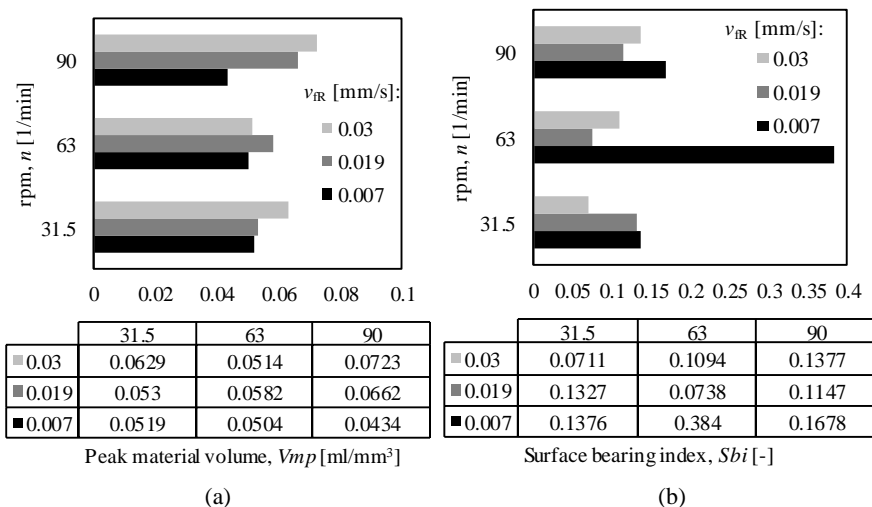 rpm, n [1/min]
90
63
31.5
vfR [mm/s]:
0.03
0.019
0.007
0 0.02 0.04 0.06 0.08 0.1
31.5 63 90
0.03 0.0629 0.0514 0.0723
0.019 0.053 0.0582 0.0662
0.007 0.0519 0.0504 0.0434
Peak material volume, Vmp [ml/mm³]
(a)
rpm, n [1/min]
90
63
31.5
vfR [mm/s]:
0.03
0.019
0.007
0 0.05 0.1 0.15 0.2 0.25 0.3 0.35 0.4
31.5 63 90
0.03 0.0711 0.1094 0.1377
0.019 0.1327 0.0738 0.1147
0.007 0.1376 0.384 0.1678
Surface bearing index, Sbi [-]
(b)